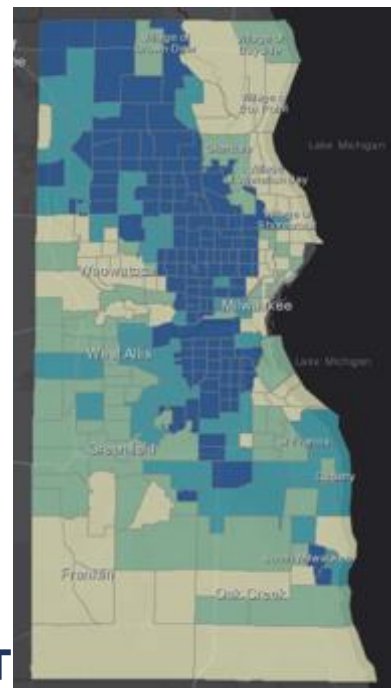 Village of
Brown Deer
Village of
Bayside
Village of
Fox Point
Glendale
Lake Michigan
Village of
Whitefish Bay
Village of
Shorewood
Wauwatosa
Milwaukee
West Allis
Lake Michigan
St. Francis
Greenfield
Cudahy
South Milwaukee
Franklin
Oak Creek
T